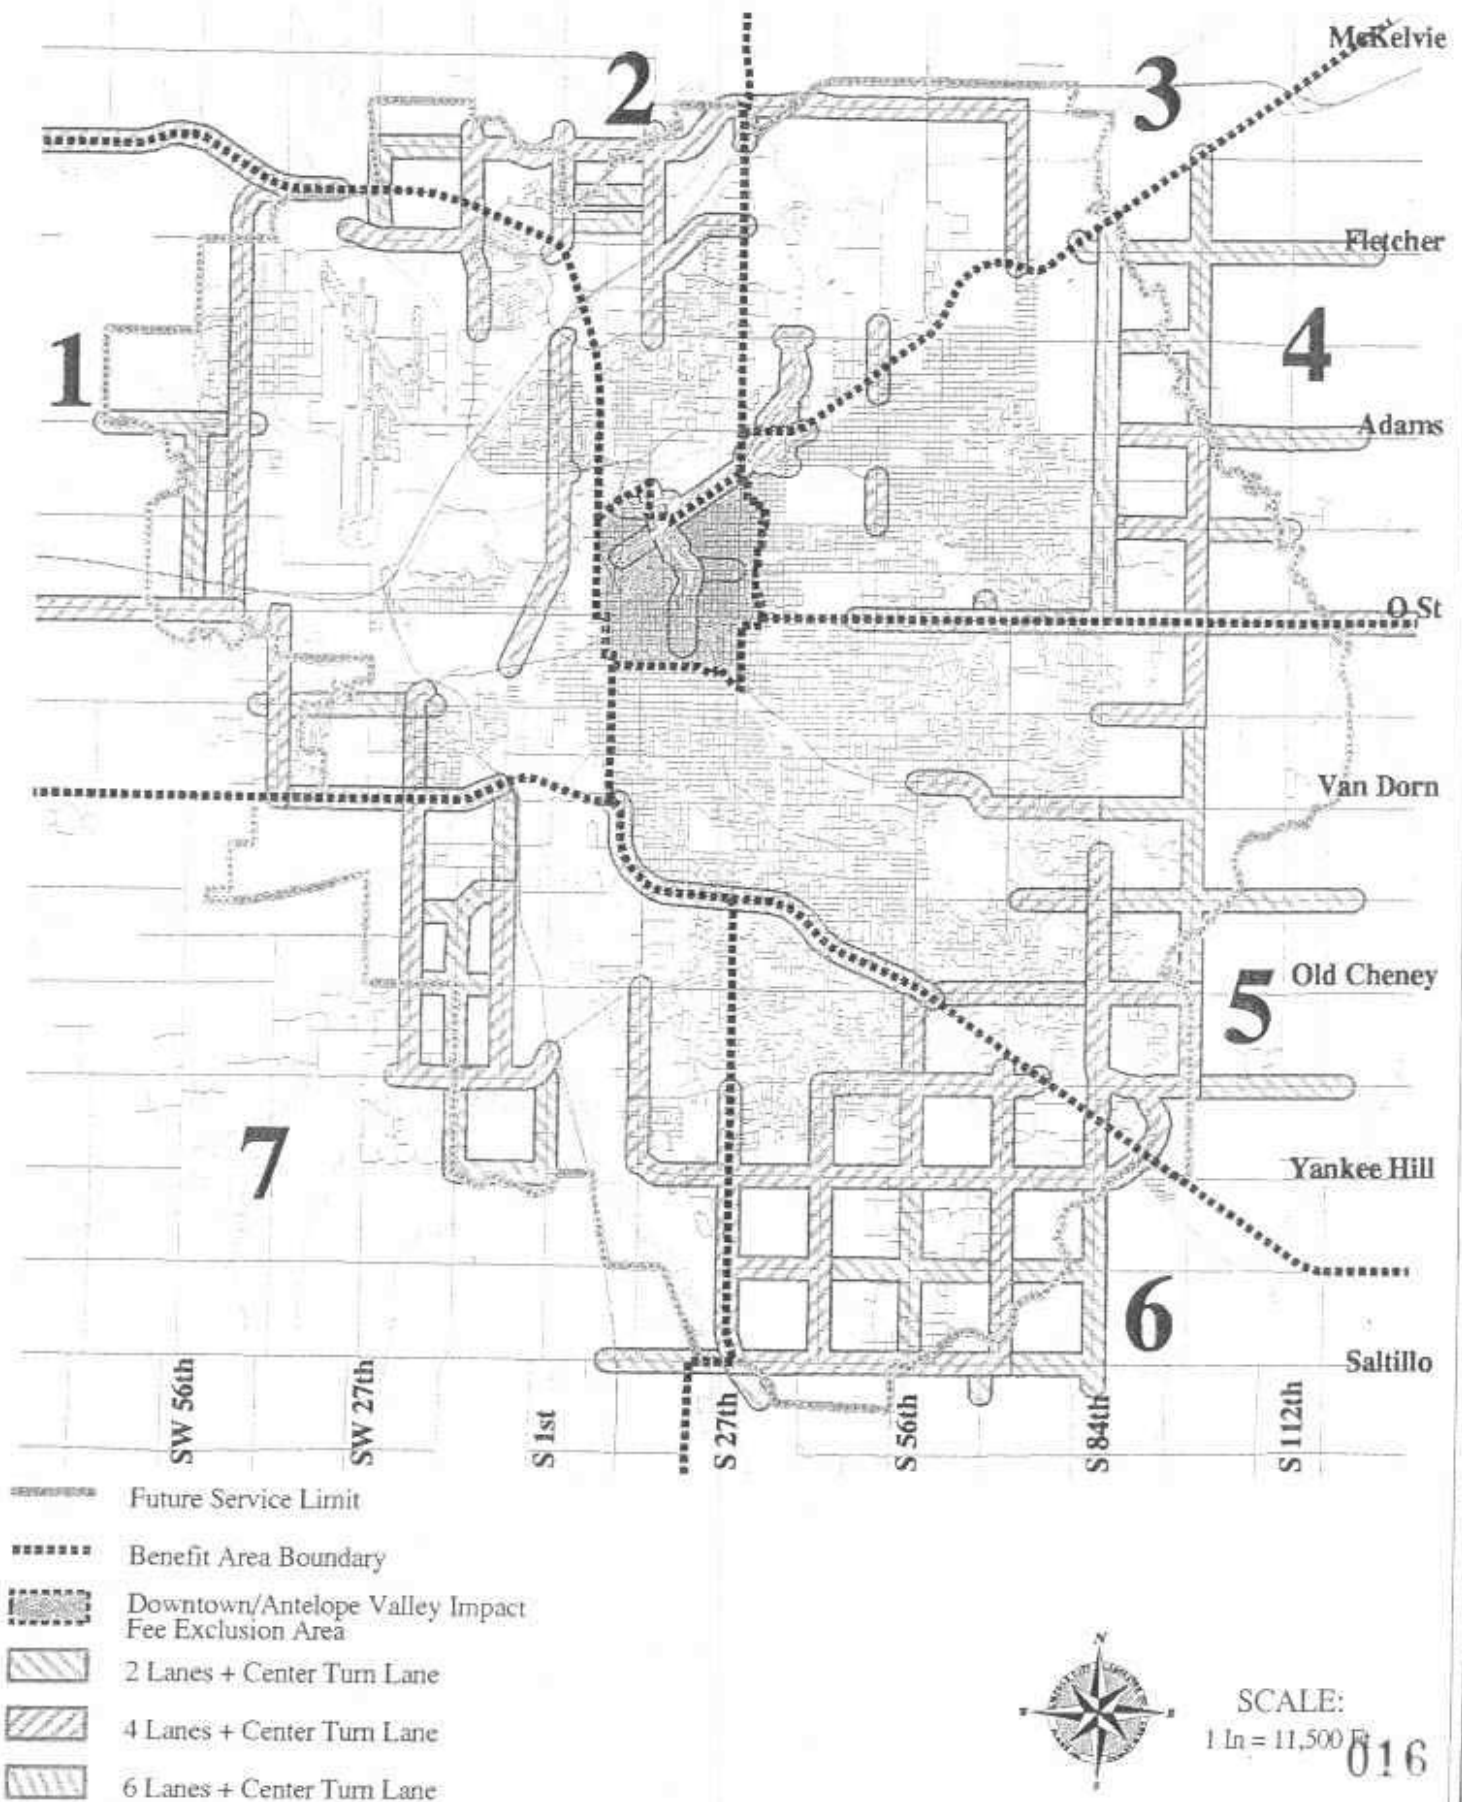 McKelvie
2
3
Fletcher
1
4
Adams
O St
Van Dorn
5
Old Cheney
7
Yankee Hill
6
Saltillo
SW 56th
SW 27th
S 1st
S 27th
S 56th
S 84th
S 112th
Future Service Limit
Benefit Area Boundary
Downtown/Antelope Valley Impact
Fee Exclusion Area
2 Lanes + Center Turn Lane
4 Lanes + Center Turn Lane
6 Lanes + Center Turn Lane
N
E
S
SCALE:
1 In = 11,500 Ft
016